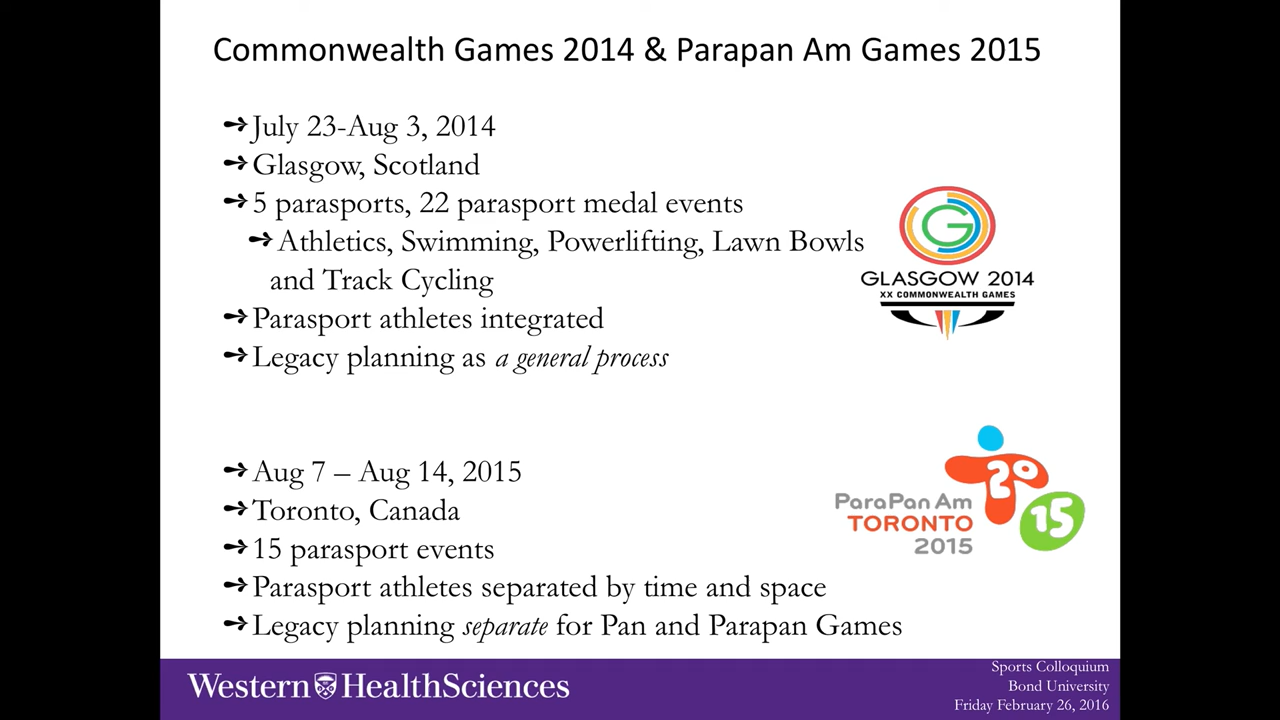 Commonwealth Games 2014 & Parapan Am Games 2015
➻July 23-Aug 3, 2014
➻Glasgow, Scotland
➻5 parasports, 22 parasport medal events
➻Athletics, Swimming, Powerlifting, Lawn Bowls
and Track Cycling
➻Parasport athletes integrated
➻Legacy planning as a general process
G
GLASGOW 2014
XX COMMONWEALTH GAMES
➻Aug 7 – Aug 14, 2015
➻Toronto, Canada
➻15 parasport events
➻Parasport athletes separated by time and space
➻Legacy planning separate for Pan and Parapan Games
ParaPan Am
TORONTO
2015
20
15
Western HealthSciences
Sports Colloquium
Bond University
Friday February 26, 2016